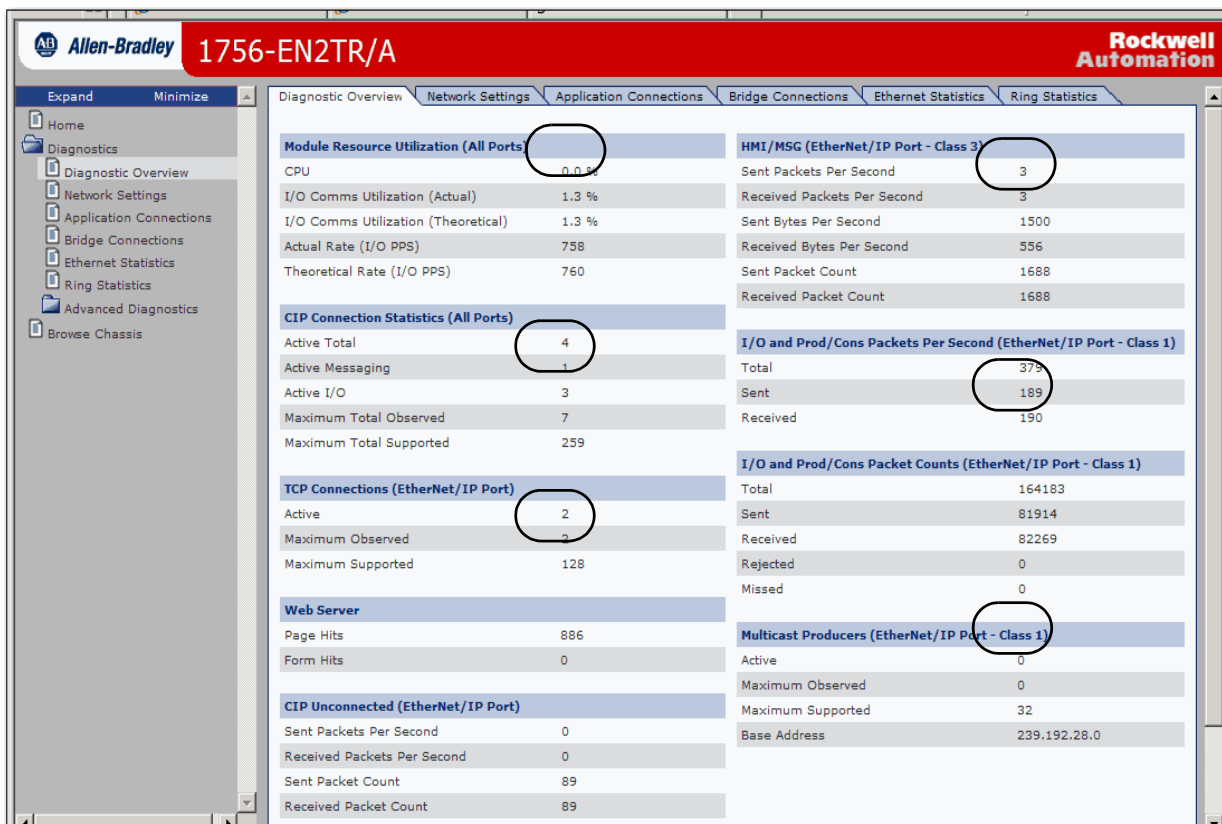 AB Allen-Bradley 1756-EN2TR/A Rockwell Automation
Expand Minimize
Home
Diagnostics
Diagnostic Overview
Network Settings
Application Connections
Bridge Connections
Ethernet Statistics
Ring Statistics
Advanced Diagnostics
Browse Chassis
Diagnostic Overview Network Settings Application Connections Bridge Connections Ethernet Statistics Ring Statistics
Module Resource Utilization (All Ports)
CPU 0.0 %
I/O Comms Utilization (Actual) 1.3 %
I/O Comms Utilization (Theoretical) 1.3 %
Actual Rate (I/O PPS) 758
Theoretical Rate (I/O PPS) 760
CIP Connection Statistics (All Ports)
Active Total 4
Active Messaging 1
Active I/O 3
Maximum Total Observed 7
Maximum Total Supported 259
TCP Connections (EtherNet/IP Port)
Active 2
Maximum Observed
Maximum Supported 128
Web Server
Page Hits 886
Form Hits 0
CIP Unconnected (EtherNet/IP Port)
Sent Packets Per Second 0
Received Packets Per Second 0
Sent Packet Count 89
Received Packet Count 89
HMI/MSG (EtherNet/IP Port - Class 3)
Sent Packets Per Second 3
Received Packets Per Second 3
Sent Bytes Per Second 1500
Received Bytes Per Second 556
Sent Packet Count 1688
Received Packet Count 1688
I/O and Prod/Cons Packets Per Second (EtherNet/IP Port - Class 1)
Total 379
Sent 189
Received 190
I/O and Prod/Cons Packet Counts (EtherNet/IP Port - Class 1)
Total 164183
Sent 81914
Received 82269
Rejected 0
Missed 0
Multicast Producers (EtherNet/IP Port - Class 1)
Active 0
Maximum Observed 0
Maximum Supported 32
Base Address 239.192.28.0